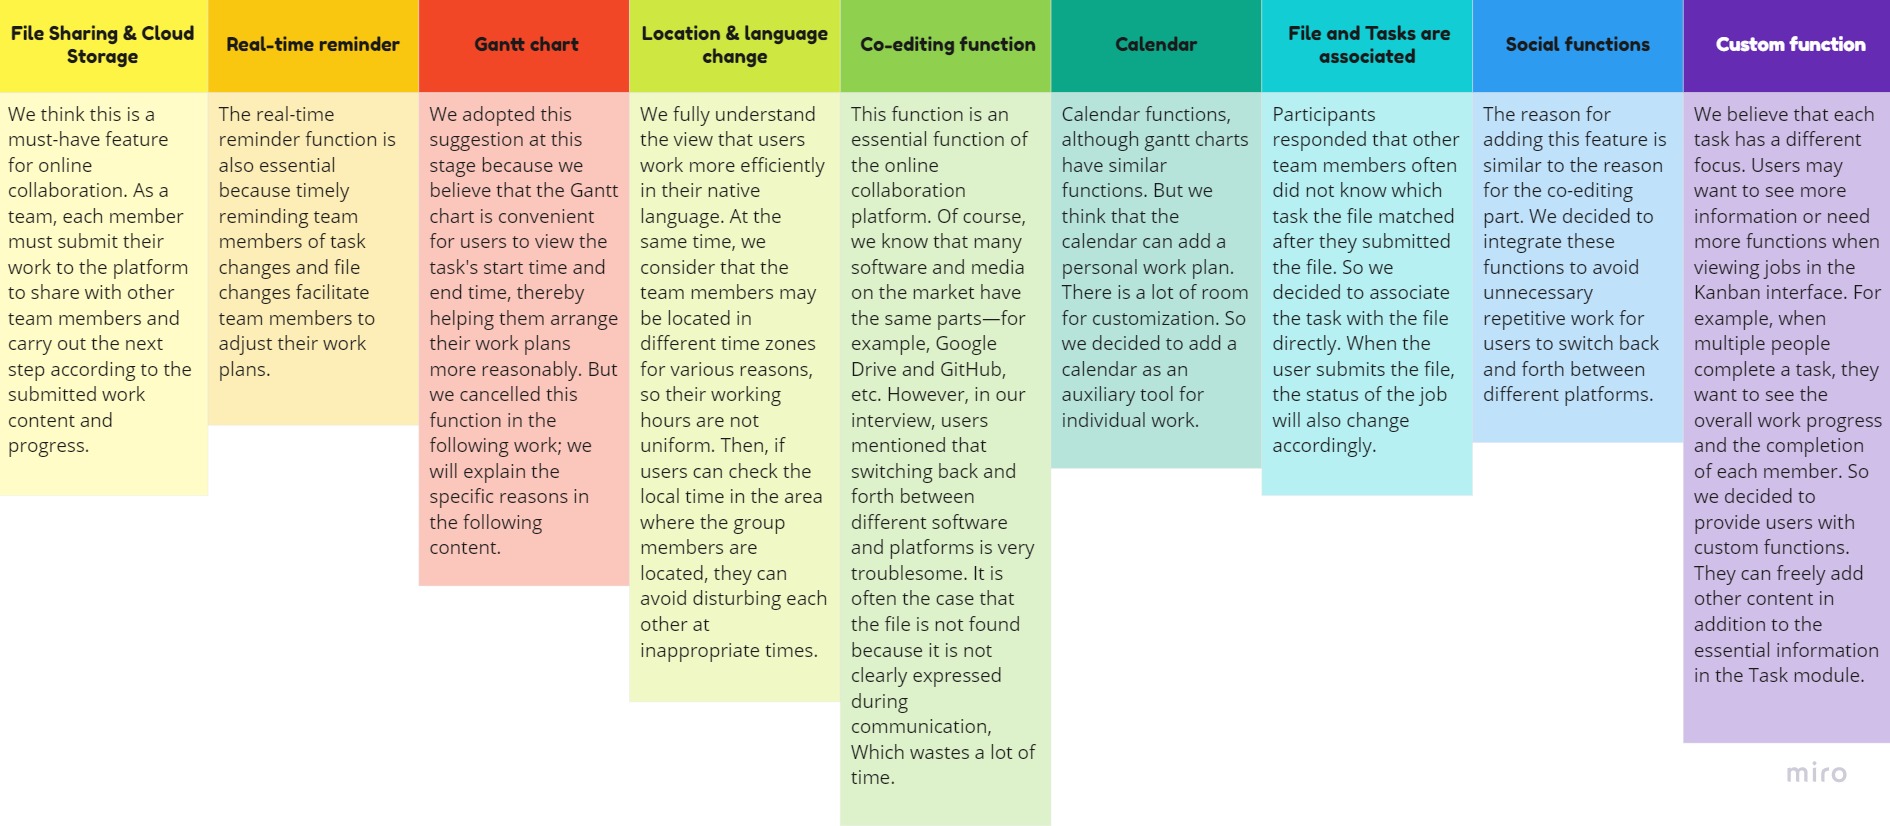 File Sharing & Cloud
Storage
We think this is a
must-have feature
for online
collaboration. As a
team, each member
must submit their
work to the platform
to share with other
team members and
carry out the next
step according to the
submitted work
content and
progress.
Real-time reminder
The real-time
reminder function is
also essential
because timely
reminding team
members of task
changes and file
changes facilitate
team members to
adjust their work
plans.
Gantt chart
We adopted this
suggestion at this
stage because we
believe that the Gantt
chart is convenient
for users to view the
task's start time and
end time, thereby
helping them arrange
their work plans
more reasonably. But
we cancelled this
function in the
following work; we
will explain the
specific reasons in
the following
content.
Location & language
change
We fully understand
the view that users
work more efficiently
in their native
language. At the
same time, we
consider that the
team members may
be located in
different time zones
for various reasons,
so their working
hours are not
uniform. Then, if
users can check the
local time in the area
where the group
members are
located, they can
avoid disturbing each
other at
inappropriate times.
Co-editing function
This function is an
essential function of
the online
collaboration
platform. Of course,
we know that many
software and media
on the market have
the same parts—for
example, Google
Drive and GitHub,
etc. However, in our
interview, users
mentioned that
switching back and
forth between
different software
and platforms is very
troublesome. It is
often the case that
the file is not found
because it is not
clearly expressed
during
communication,
Which wastes a lot of
time.
Calendar
Calendar functions,
although gantt charts
have similar
functions. But we
think that the
calendar can add a
personal work plan.
There is a lot of room
for customization. So
we decided to add a
calendar as an
auxiliary tool for
individual work.
File and Tasks are
associated
Participants
responded that other
team members often
did not know which
task the file matched
after they submitted
the file. So we
decided to associate
the task with the file
directly. When the
user submits the file,
the status of the job
will also change
accordingly.
Social functions
The reason for
adding this feature is
similar to the reason
for the co-editing
part. We decided to
integrate these
functions to avoid
unnecessary
repetitive work for
users to switch back
and forth between
different platforms.
Custom function
We believe that each
task has a different
focus. Users may
want to see more
information or need
more functions when
viewing jobs in the
Kanban interface. For
example, when
multiple people
complete a task, they
want to see the
overall work progress
and the completion
of each member. So
we decided to
provide users with
custom functions.
They can freely add
other content in
addition to the
essential information
in the Task module.
miro